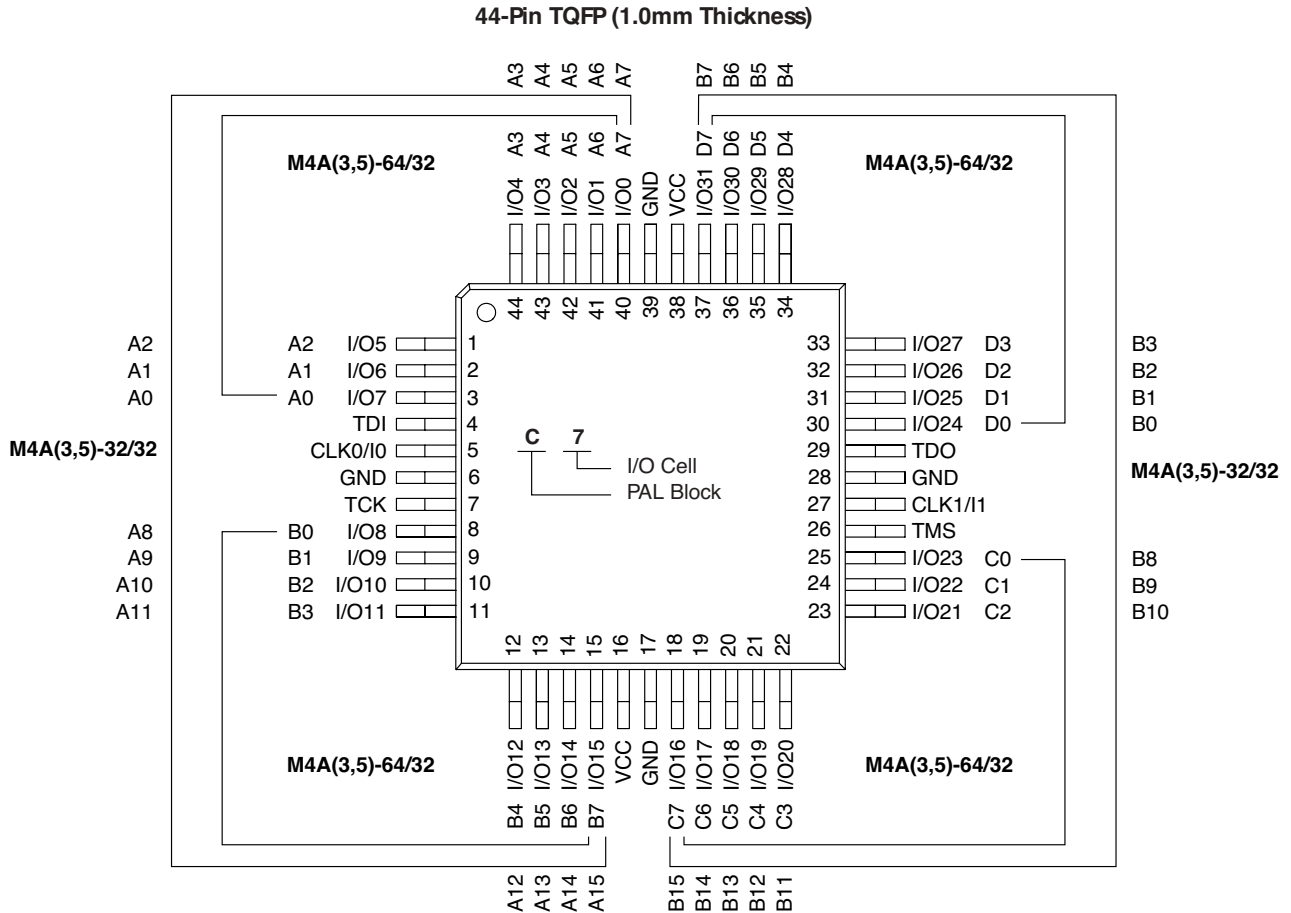 44-Pin TQFP (1.0mm Thickness)
A3 A4 A5 A6 A7 B7 B6 B5 B4
A3 A4 A5 A6 A7 D7 D6 D5 D4
M4A(3,5)-64/32 M4A(3,5)-64/32
I/O4 I/O3 I/O2 I/O1 I/O0 GND VCC I/O31 I/O30 I/O29 I/O28
44 43 42 41 40 39 38 37 36 35 34
A2 A2 I/O5 1 33 I/O27 D3 B3
A1 A1 I/O6 2 32 I/O26 D2 B2
A0 A0 I/O7 3 31 I/O25 D1 B1
TDI 4 30 I/O24 D0 B0
M4A(3,5)-32/32 CLK0/I0 5 C 7 29 TDO
GND 6 I/O Cell 28 GND M4A(3,5)-32/32
TCK 7 PAL Block 27 CLK1/I1
A8 B0 I/O8 8 26 TMS
A9 B1 I/O9 9 25 I/O23 C0 B8
A10 B2 I/O10 10 24 I/O22 C1 B9
A11 B3 I/O11 11 23 I/O21 C2 B10
12 13 14 15 16 17 18 19 20 21 22
I/O12 I/O13 I/O14 I/O15 VCC GND I/O16 I/O17 I/O18 I/O19 I/O20
M4A(3,5)-64/32 M4A(3,5)-64/32
B4 B5 B6 B7 C7 C6 C5 C4 C3
A12 A13 A14 A15 B15 B14 B13 B12 B11